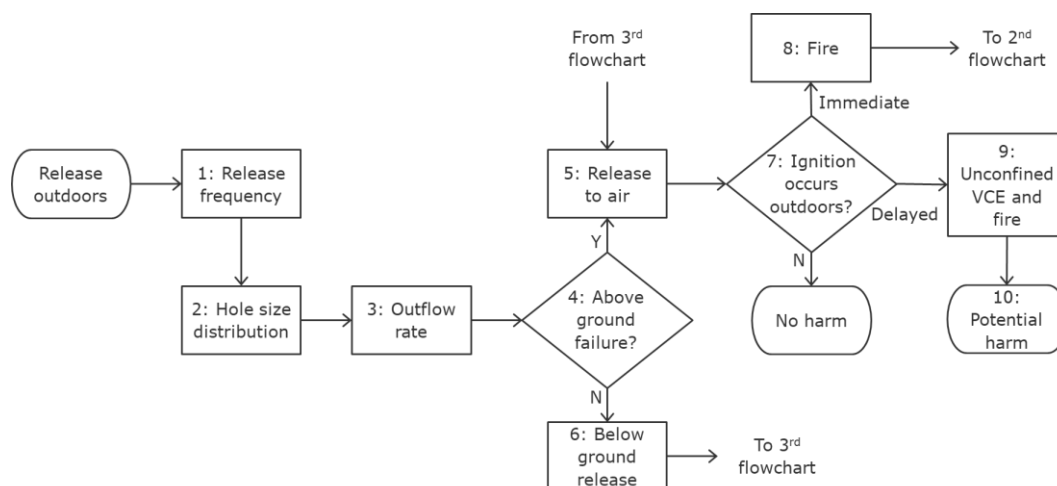 From 3rd
flowchart
8: Fire
To 2nd
flowchart
Immediate
Release
outdoors
1: Release
frequency
5: Release
to air
7: Ignition
occurs
outdoors?
Delayed
9:
Unconfined
VCE and
fire
Y
N
2: Hole size
distribution
3: Outflow
rate
4: Above
ground
failure?
No harm
10:
Potential
harm
N
6: Below
ground
release
To 3rd
flowchart